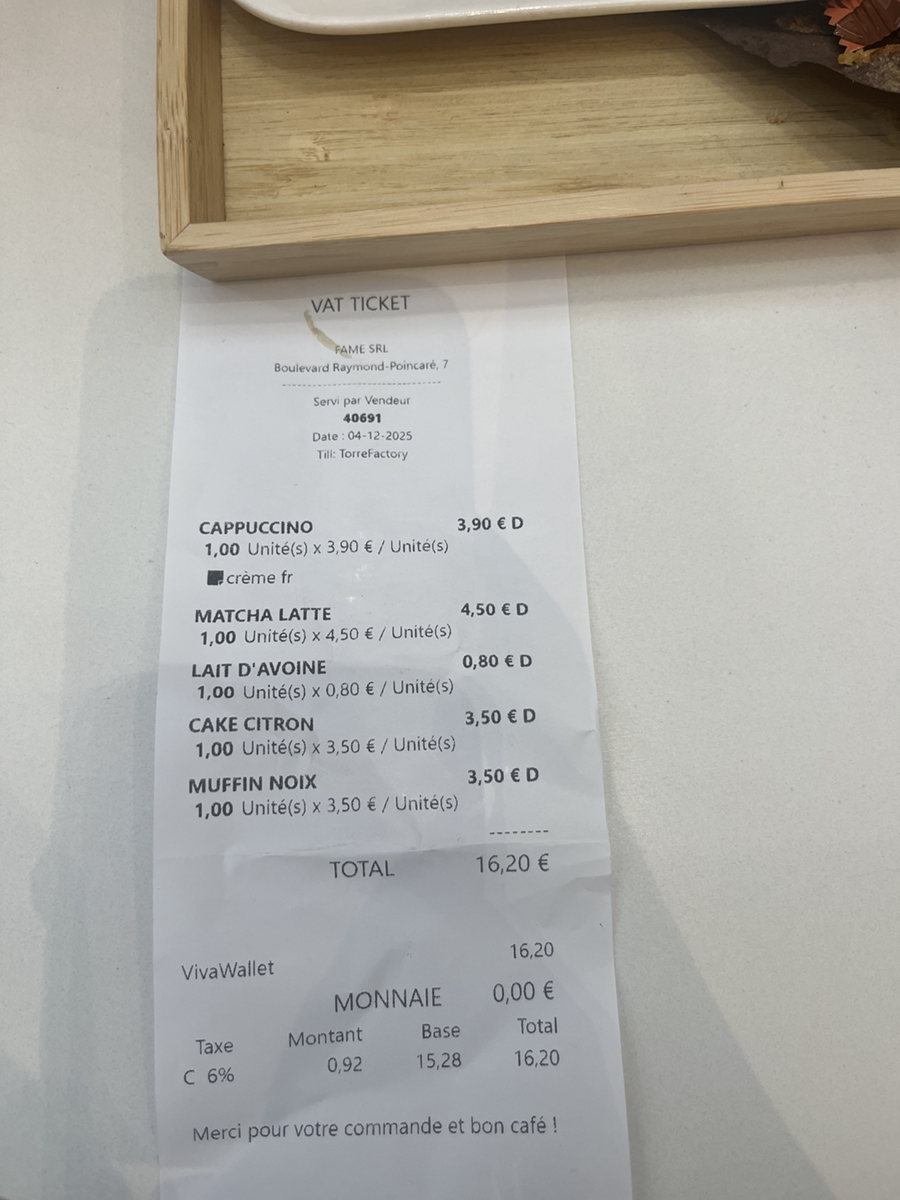 VAT TICKET
FAME SRL
Boulevard Raymond-Poincaré, 7
Servi par Vendeur
40691
Date : 04-12-2025
Till: TorreFactory
CAPPUCCINO 3,90 € D
1,00 Unité(s) x 3,90 € / Unité(s)
crème fr
MATCHA LATTE 4,50 € D
1,00 Unité(s) x 4,50 € / Unité(s)
LAIT D'AVOINE 0,80 € D
1,00 Unité(s) x 0,80 € / Unité(s)
CAKE CITRON 3,50 € D
1,00 Unité(s) x 3,50 € / Unité(s)
MUFFIN NOIX 3,50 € D
1,00 Unité(s) x 3,50 € / Unité(s)
--------
TOTAL 16,20 €
VivaWallet 16,20
MONNAIE 0,00 €
Taxe Montant Base Total
C 6% 0,92 15,28 16,20
Merci pour votre commande et bon café !